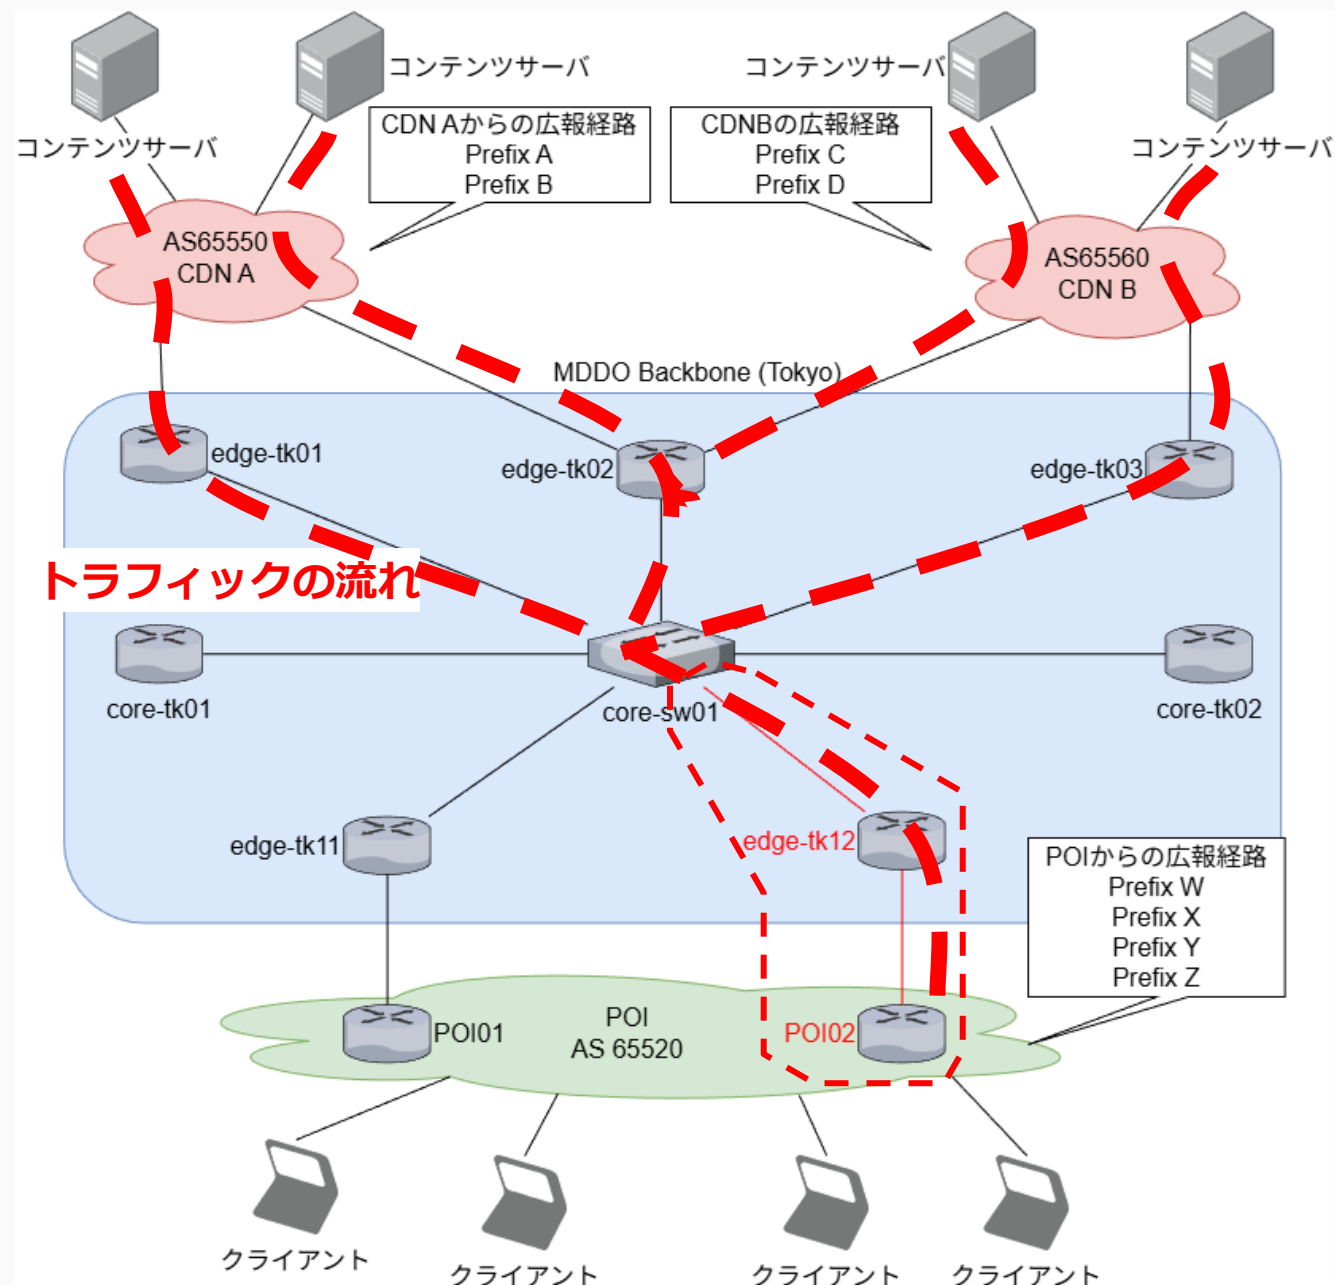 コンテンツサーバ
コンテンツサーバ
コンテンツサーバ
コンテンツサーバ
CDN Aからの広報経路
Prefix A
Prefix B
CDNBの広報経路
Prefix C
Prefix D
AS65550
CDN A
AS65560
CDN B
MDDO Backbone (Tokyo)
edge-tk01
edge-tk02
edge-tk03
トラフィックの流れ
core-tk01
core-sw01
core-tk02
edge-tk11
edge-tk12
POIからの広報経路
Prefix W
Prefix X
Prefix Y
Prefix Z
POI01
POI
AS 65520
POI02
クライアント
クライアント
クライアント
クライアント